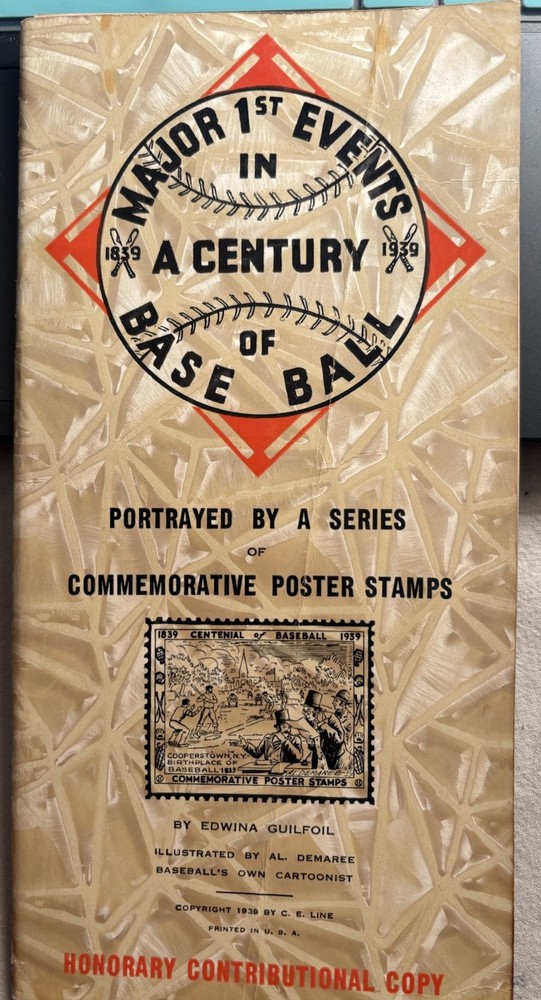 MAJOR 1ST EVENTS
IN
1839 A CENTURY 1939
OF
BASE BALL
PORTRAYED BY A SERIES
OF
COMMEMORATIVE POSTER STAMPS
1839 CENTENIAL of BASEBALL 1939
COOPERSTOWN, N.Y.
BIRTHPLACE OF
BASEBALL 1839
AL DEMAREE
COMMEMORATIVE POSTER STAMPS
BY EDWINA GUILFOIL
ILLUSTRATED BY AL. DEMAREE
BASEBALL'S OWN CARTOONIST
COPYRIGHT 1939 BY C. E. LINE
PRINTED IN U. S. A.
HONORARY CONTRIBUTIONAL COPY